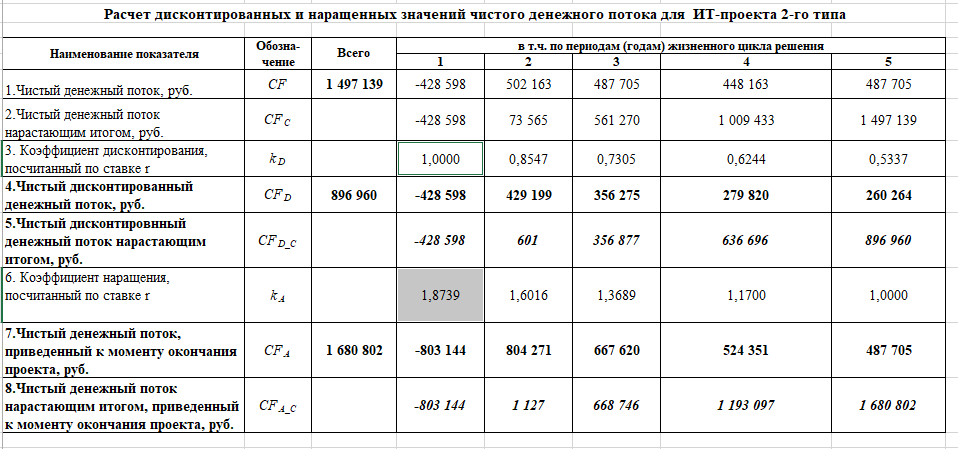 Расчет дисконтированных и наращенных значений чистого денежного потока для ИТ-проекта 2-го типа
Наименование показателя Обозна-чение Всего в т.ч. по периодам (годам) жизненного цикла решения
1 2 3 4 5
1.Чистый денежный поток, руб. CF 1 497 139 -428 598 502 163 487 705 448 163 487 705
2.Чистый денежный поток
нарастающим итогом, руб. CF C -428 598 73 565 561 270 1 009 433 1 497 139
3. Коэффициент дисконтирования,
посчитанный по ставке r k D 1,0000 0,8547 0,7305 0,6244 0,5337
4.Чистый дисконтированный
денежный поток, руб. CF D 896 960 -428 598 429 199 356 275 279 820 260 264
5.Чистый дисконтировнный
денежный поток нарастающим
итогом, руб. CF D_C -428 598 601 356 877 636 696 896 960
6. Коэффициент наращения,
посчитанный по ставке r k A 1,8739 1,6016 1,3689 1,1700 1,0000
7.Чистый денежный поток,
приведенный к моменту окончания
проекта, руб. CF A 1 680 802 -803 144 804 271 667 620 524 351 487 705
8.Чистый денежный поток
нарастающим итогом, приведенный
к моменту окончания проекта, руб. CF A_C -803 144 1 127 668 746 1 193 097 1 680 802